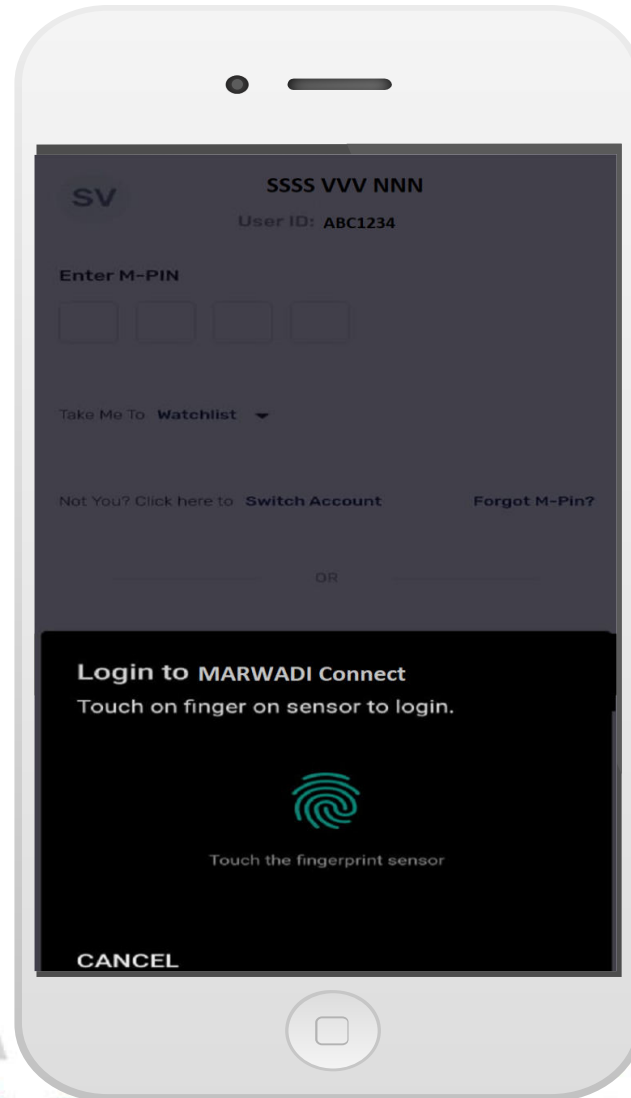 SV
SSSS VVV NNN
User ID: ABC1234
Enter M-PIN
Take Me To Watchlist
Not You? Click here to Switch Account Forgot M-Pin?
OR
Login to MARWADI Connect
Touch on finger on sensor to login.
Touch the fingerprint sensor
CANCEL